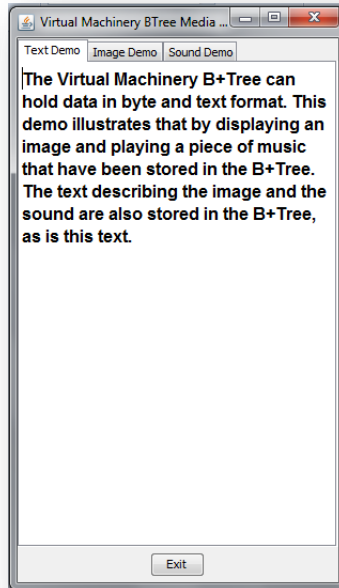 Virtual Machinery BTree Media ...
Text Demo Image Demo Sound Demo
The Virtual Machinery B+Tree can
hold data in byte and text format. This
demo illustrates that by displaying an
image and playing a piece of music
that have been stored in the B+Tree.
The text describing the image and the
sound are also stored in the B+Tree,
as is this text.
Exit